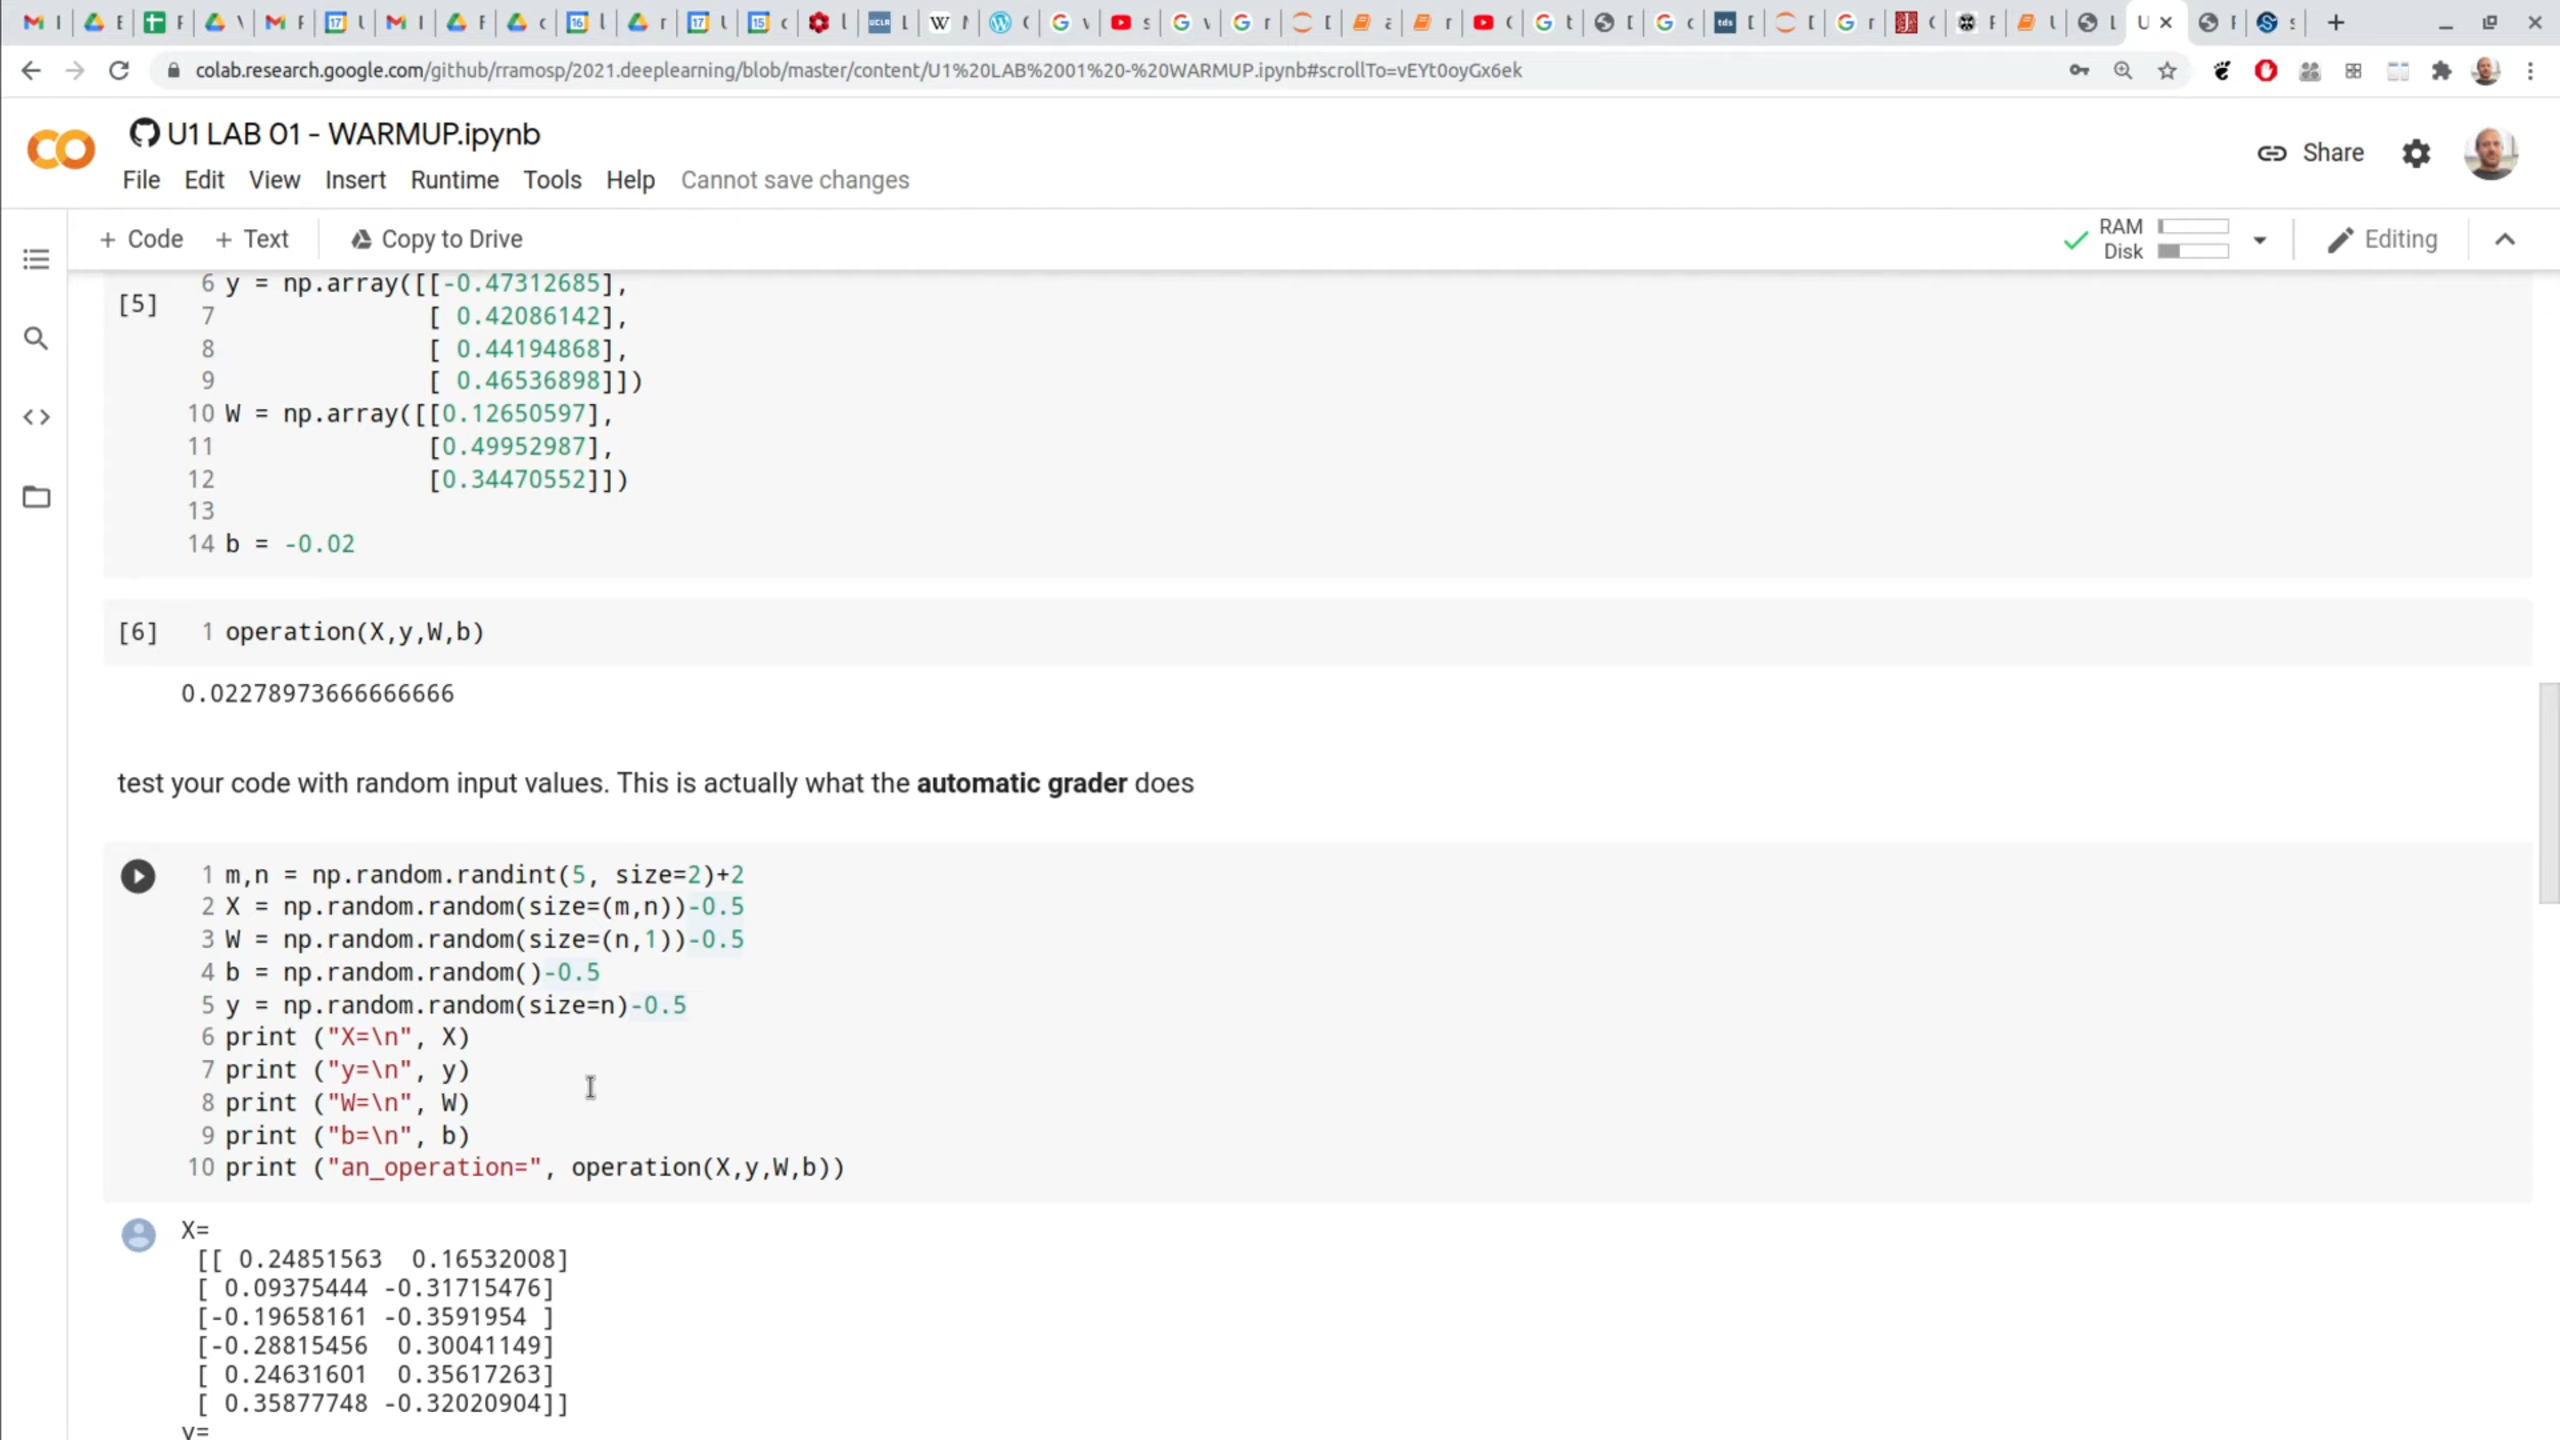 colab.research.google.com/github/rramosp/2021.deeplearning/blob/master/content/U1%20LAB%2001%20-%20WARMUP.ipynb#scrollTo=vEYt0oyGx6ek
U1 LAB 01 - WARMUP.ipynb
Share
File Edit View Insert Runtime Tools Help Cannot save changes
+ Code + Text Copy to Drive
RAM
Disk
Editing
[5]
6 y = np.array([[-0.47312685],
7 [ 0.42086142],
8 [ 0.44194868],
9 [ 0.46536898]])
10 W = np.array([[0.12650597],
11 [0.49952987],
12 [0.34470552]])
13
14 b = -0.02
[6] 1 operation(X,y,W,b)
0.02278973666666666
test your code with random input values. This is actually what the automatic grader does
1 m,n = np.random.randint(5, size=2)+2
2 X = np.random.random(size=(m,n))-0.5
3 W = np.random.random(size=(n,1))-0.5
4 b = np.random.random()-0.5
5 y = np.random.random(size=n)-0.5
6 print ("X=\n", X)
7 print ("y=\n", y)
8 print ("W=\n", W)
9 print ("b=\n", b)
10 print ("an_operation=", operation(X,y,W,b))
X=
[[ 0.24851563 0.16532008]
[ 0.09375444 -0.31715476]
[-0.19658161 -0.3591954 ]
[-0.28815456 0.30041149]
[ 0.24631601 0.35617263]
[ 0.35877748 -0.32020904]]
y=